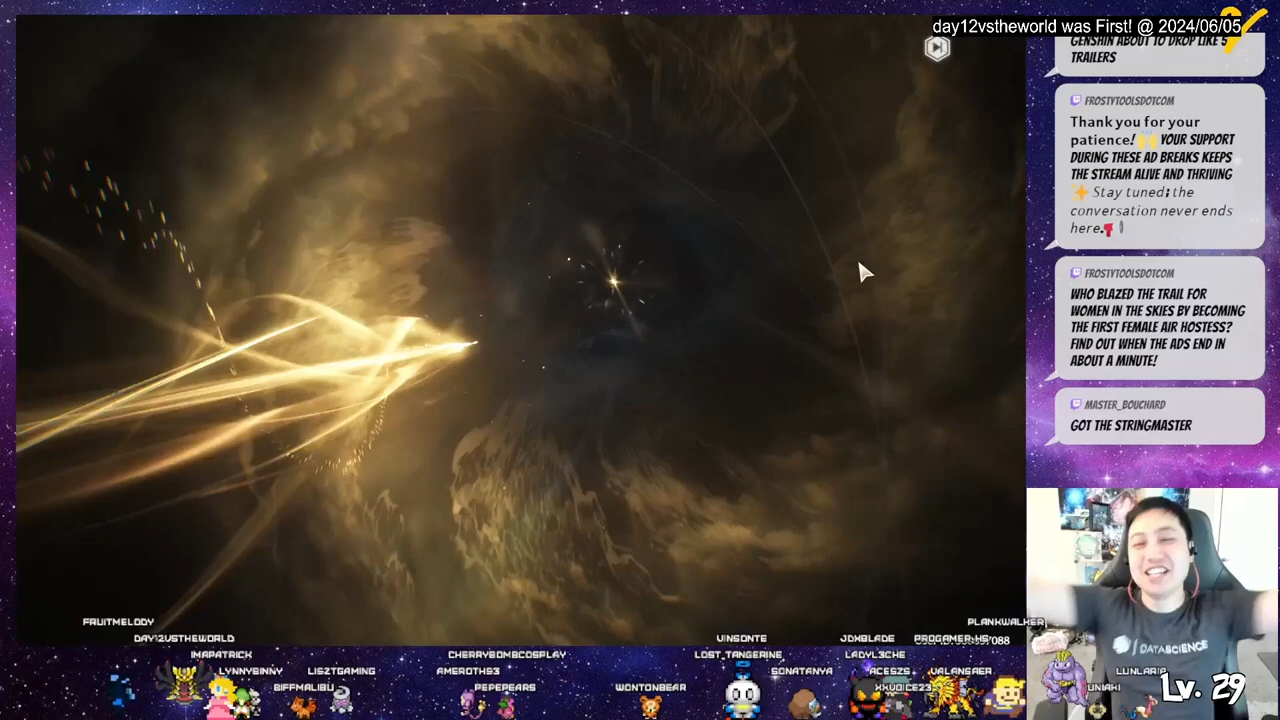 day12vstheworld was First! @ 2024/06/05
GENSHIN ABOUT TO DROP LIKE 5
TRAILERS
FROSTYTOOLSDOTCOM
Thank you for your
patience! 🙌 YOUR SUPPORT
DURING THESE AD BREAKS KEEPS
THE STREAM ALIVE AND THRIVING
✨ Stay tuned; the
conversation never ends
here.
FROSTYTOOLSDOTCOM
WHO BLAZED THE TRAIL FOR
WOMEN IN THE SKIES BY BECOMING
THE FIRST FEMALE AIR HOSTESS?
FIND OUT WHEN THE ADS END IN
ABOUT A MINUTE!
MASTER_BOUCHARD
GOT THE STRINGMASTER
DATASCIENCE
FRUITMELODY
PLANKWALKER
DAY12VSTHEWORLD
VINSONTE
JDXBLADE
IMAPATRICK
CHERRYBOMBCOSPLAY
LOST_TANGERINE
LADYL3CHE
LYNNYBINNY
LISZTGAMING
AMEROTHS3
SONATANYA
ACESZS
VALANSAER
BIFFMALIBU
PEPEPEARS
WONTONBEAR
XXVOICE23
Lv. 29